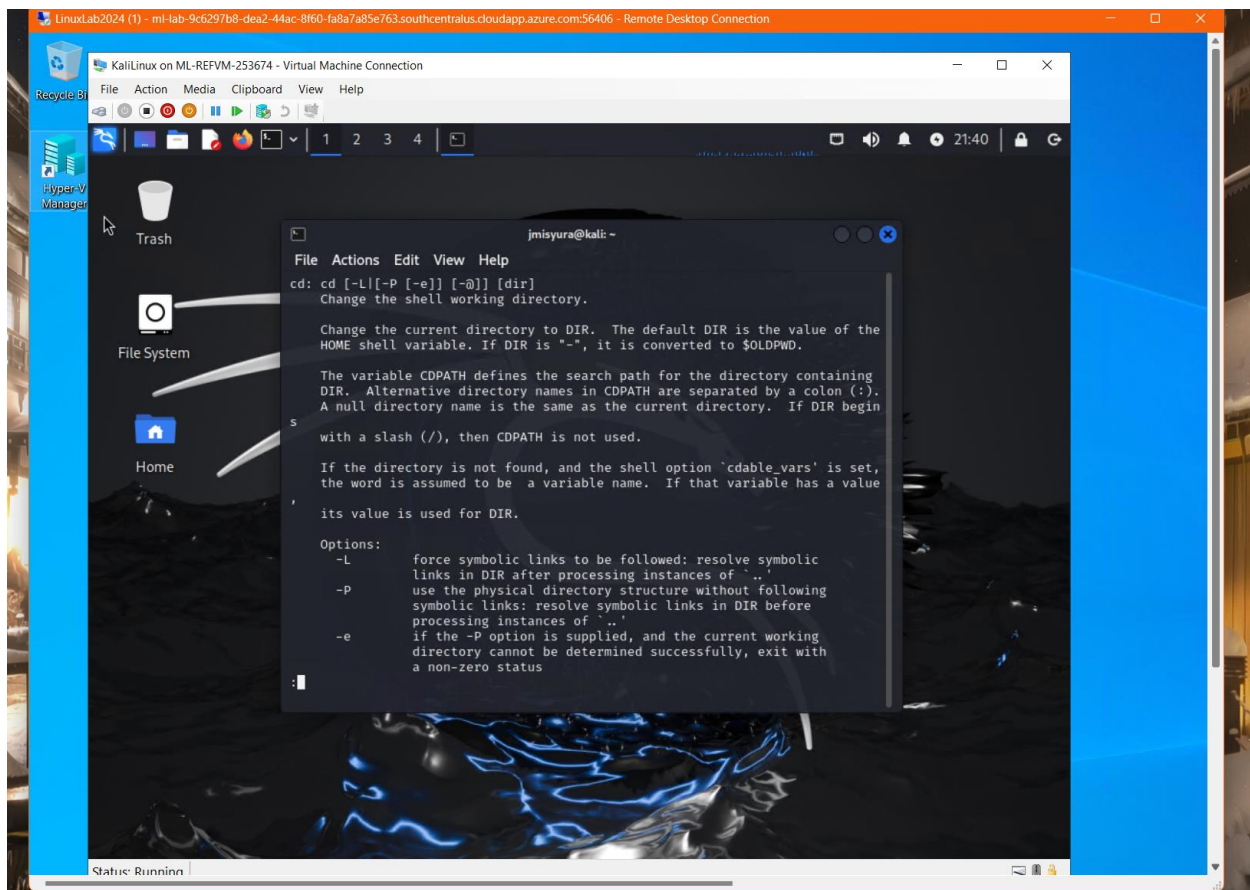 LinuxLab2024 (1) - ml-lab-9c6297b8-dea2-44ac-8f60-fa8a7a85e763.southcentralus.cloudapp.azure.com:56406 - Remote Desktop Connection
Recycle Bi
KaliLinux on ML-REFVM-253674 - Virtual Machine Connection
File Action Media Clipboard View Help
1 2 3 4 21:40
Hyper-V
Manager
Trash
File System
Home
jmisyura@kali: ~
File Actions Edit View Help
cd: cd [-L|[-P [-e]] [-@]] [dir]
Change the shell working directory.
Change the current directory to DIR. The default DIR is the value of the
HOME shell variable. If DIR is "-", it is converted to $OLDPWD.
The variable CDPATH defines the search path for the directory containing
DIR. Alternative directory names in CDPATH are separated by a colon (:).
A null directory name is the same as the current directory. If DIR begin
s
with a slash (/), then CDPATH is not used.
If the directory is not found, and the shell option `cdable_vars' is set,
the word is assumed to be a variable name. If that variable has a value
,
its value is used for DIR.
Options:
-L force symbolic links to be followed: resolve symbolic
links in DIR after processing instances of `..'
-P use the physical directory structure without following
symbolic links: resolve symbolic links in DIR before
processing instances of `..'
-e if the -P option is supplied, and the current working
directory cannot be determined successfully, exit with
a non-zero status
:
Status: Running